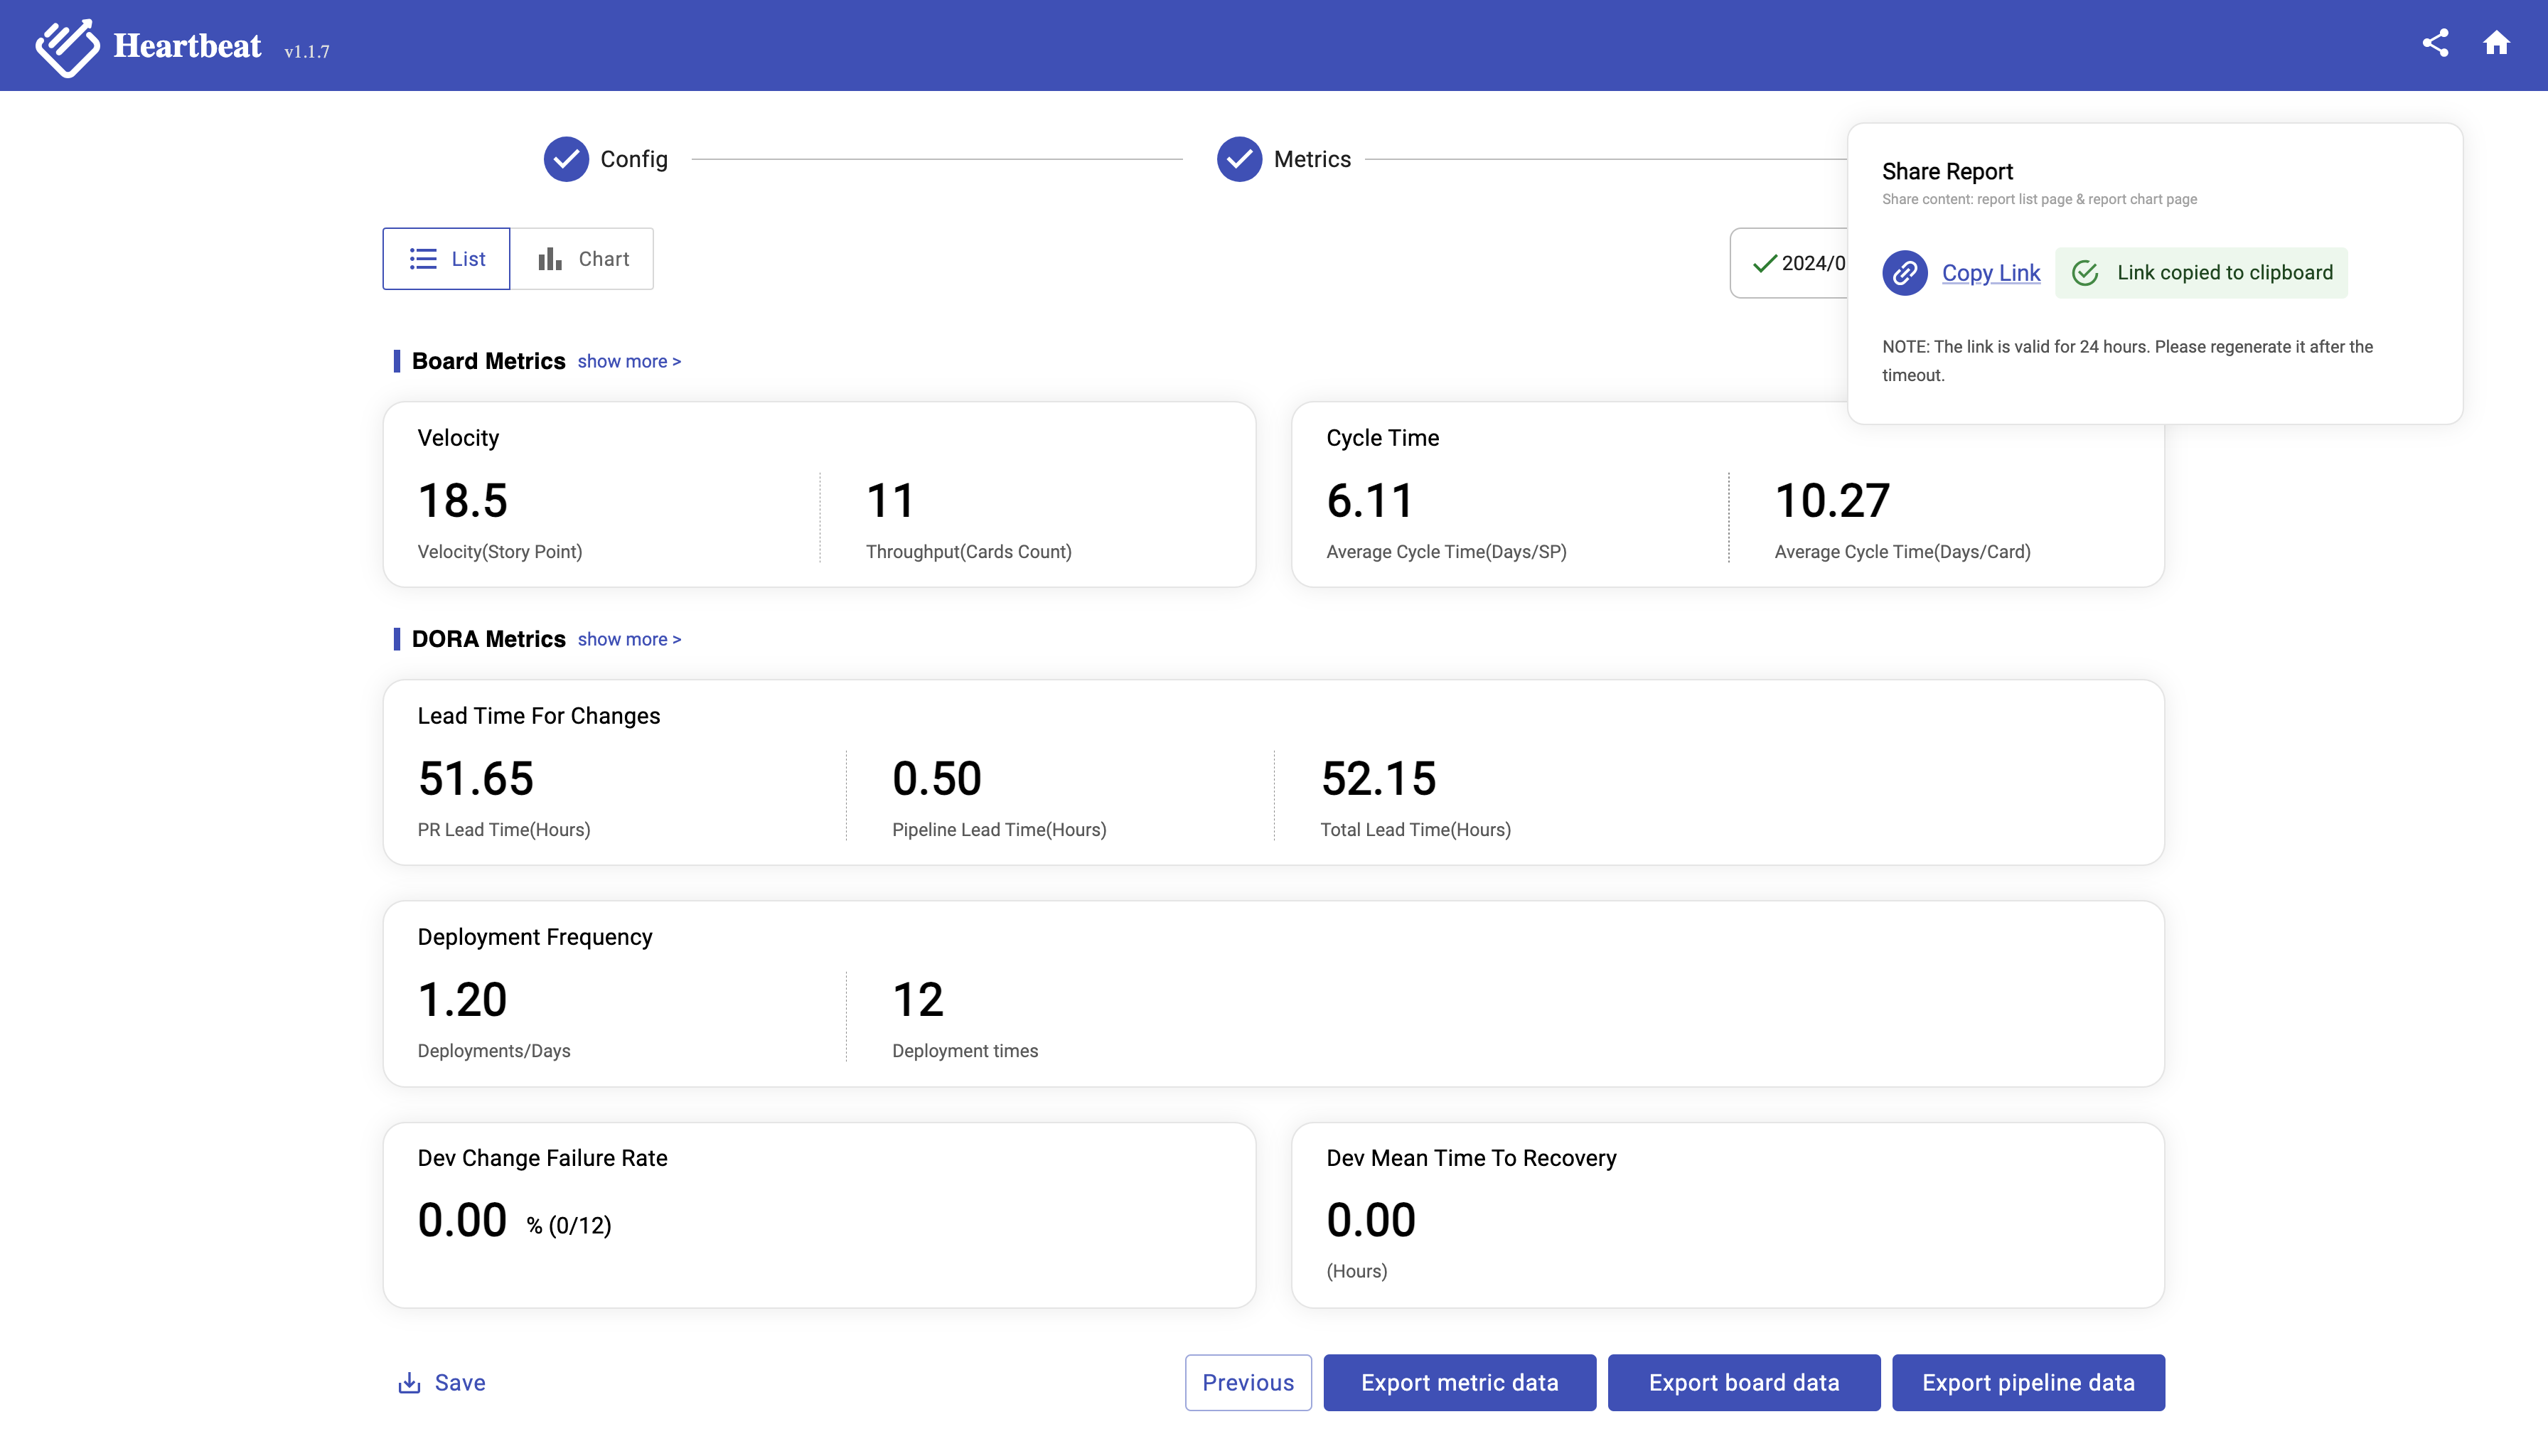 Heartbeat v1.1.7
Config
Metrics
Share Report
Share content: report list page & report chart page
List
Chart
2024/0
Copy Link
Link copied to clipboard
NOTE: The link is valid for 24 hours. Please regenerate it after the
timeout.
Board Metrics show more >
Velocity
18.5
Velocity(Story Point)
11
Throughput(Cards Count)
Cycle Time
6.11
Average Cycle Time(Days/SP)
10.27
Average Cycle Time(Days/Card)
DORA Metrics show more >
Lead Time For Changes
51.65
PR Lead Time(Hours)
0.50
Pipeline Lead Time(Hours)
52.15
Total Lead Time(Hours)
Deployment Frequency
1.20
Deployments/Days
12
Deployment times
Dev Change Failure Rate
0.00 % (0/12)
Dev Mean Time To Recovery
0.00
(Hours)
Save
Previous
Export metric data
Export board data
Export pipeline data